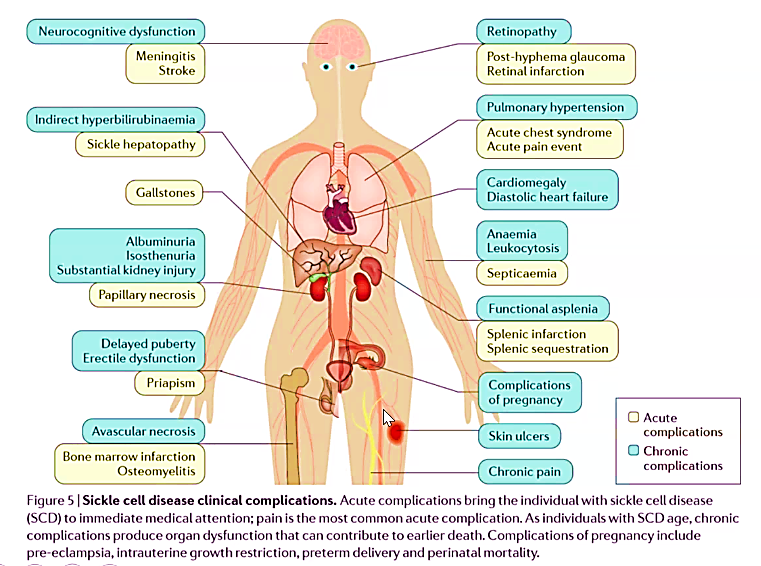 Neurocognitive dysfunction
Meningitis
Stroke
Indirect hyperbilirubinaemia
Sickle hepatopathy
Gallstones
Albuminuria
Isosthenuria
Substantial kidney injury
Papillary necrosis
Delayed puberty
Erectile dysfunction
Priapism
Avascular necrosis
Bone marrow infarction
Osteomyelitis
Retinopathy
Post-hyphema glaucoma
Retinal infarction
Pulmonary hypertension
Acute chest syndrome
Acute pain event
Cardiomegaly
Diastolic heart failure
Anaemia
Leukocytosis
Septicaemia
Functional asplenia
Splenic infarction
Splenic sequestration
Complications
of pregnancy
Skin ulcers
Chronic pain
Acute
complications
Chronic
complications
Figure 5 | Sickle cell disease clinical complications. Acute complications bring the individual with sickle cell disease
(SCD) to immediate medical attention; pain is the most common acute complication. As individuals with SCD age, chronic
complications produce organ dysfunction that can contribute to earlier death. Complications of pregnancy include
pre-eclampsia, intrauterine growth restriction, preterm delivery and perinatal mortality.